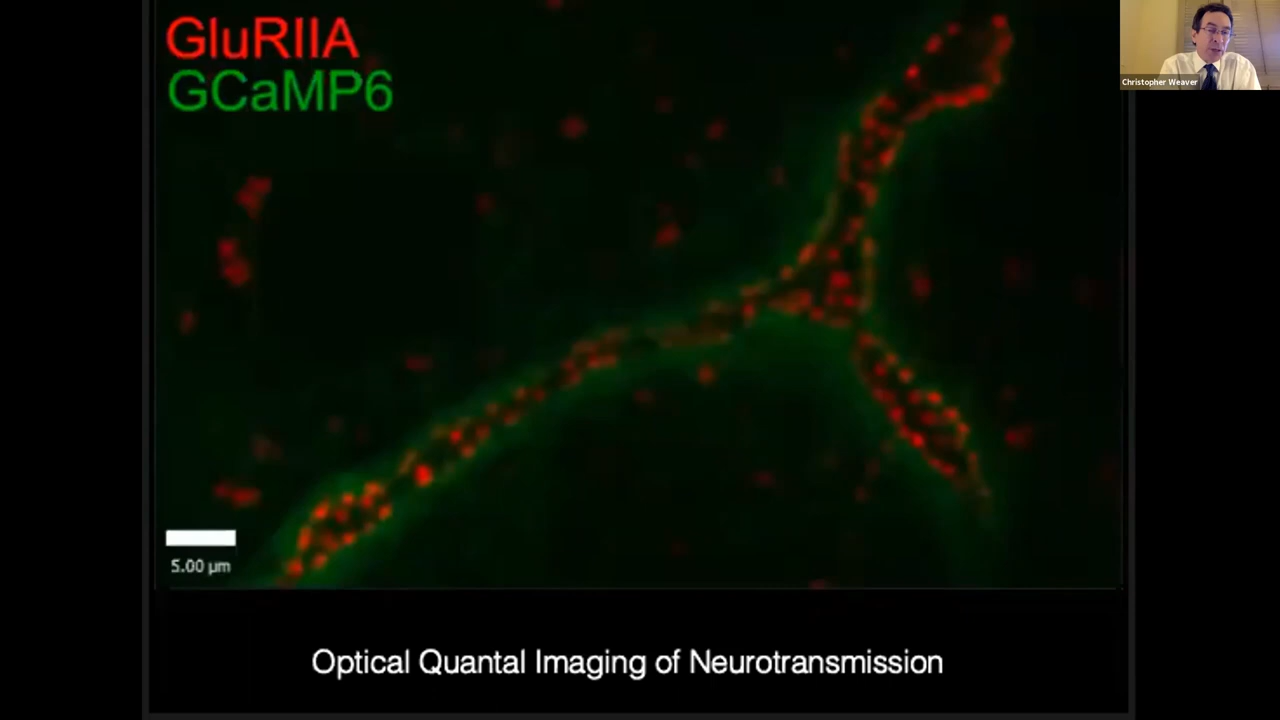 GluRIIA
GCaMP6
Christopher Weaver
5.00 µm
Optical Quantal Imaging of Neurotransmission